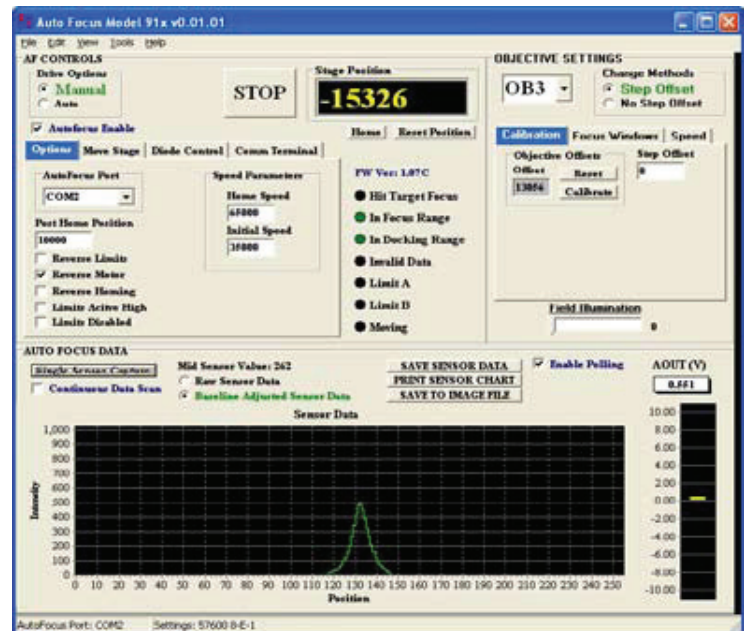 Auto Focus Model 91x v0.01.01
File Edit View Tools Help
AF CONTROLS
Drive Options
Manual
Auto
STOP
Stage Position
-15326
Autofocus Enable
Home Reset Position
Options Move Stage Diode Control Comm Terminal
AutoFocus Port
COM2
Post Home Position
10000
Reverse Limits
Reverse Motor
Reverse Homing
Limits Active High
Limits Disabled
Speed Parameters
Home Speed
65000
Initial Speed
35000
FW Ver: 1.07C
Hit Target Focus
In Focus Range
In Docking Range
Invalid Data
Limit A
Limit B
Moving
OBJECTIVE SETTINGS
OB3
Change Methods
Step Offset
No Step Offset
Calibration Focus Windows Speed
Objective Offsets
Offset Reset
13056 Calibrate
Step Offset
0
Field Illumination
0
AUTO FOCUS DATA
Single Sensor Capture
Continuous Data Scan
Mid Sensor Value: 262
Raw Sensor Data
Baseline Adjusted Sensor Data
SAVE SENSOR DATA
PRINT SENSOR CHART
SAVE TO IMAGE FILE
Enable Polling
AOUT (V)
0.551
Sensor Data
Intensity
1,000
900
800
700
600
500
400
300
200
100
0
0 10 20 30 40 50 60 70 80 90 100 110 120 130 140 150 160 170 180 190 200 210 220 230 240 250
Position
10.00
8.00
6.00
4.00
2.00
0.00
-2.00
-4.00
-6.00
-8.00
-10.00
AutoFocus Port: COM2 Settings: 57600 8-E-1